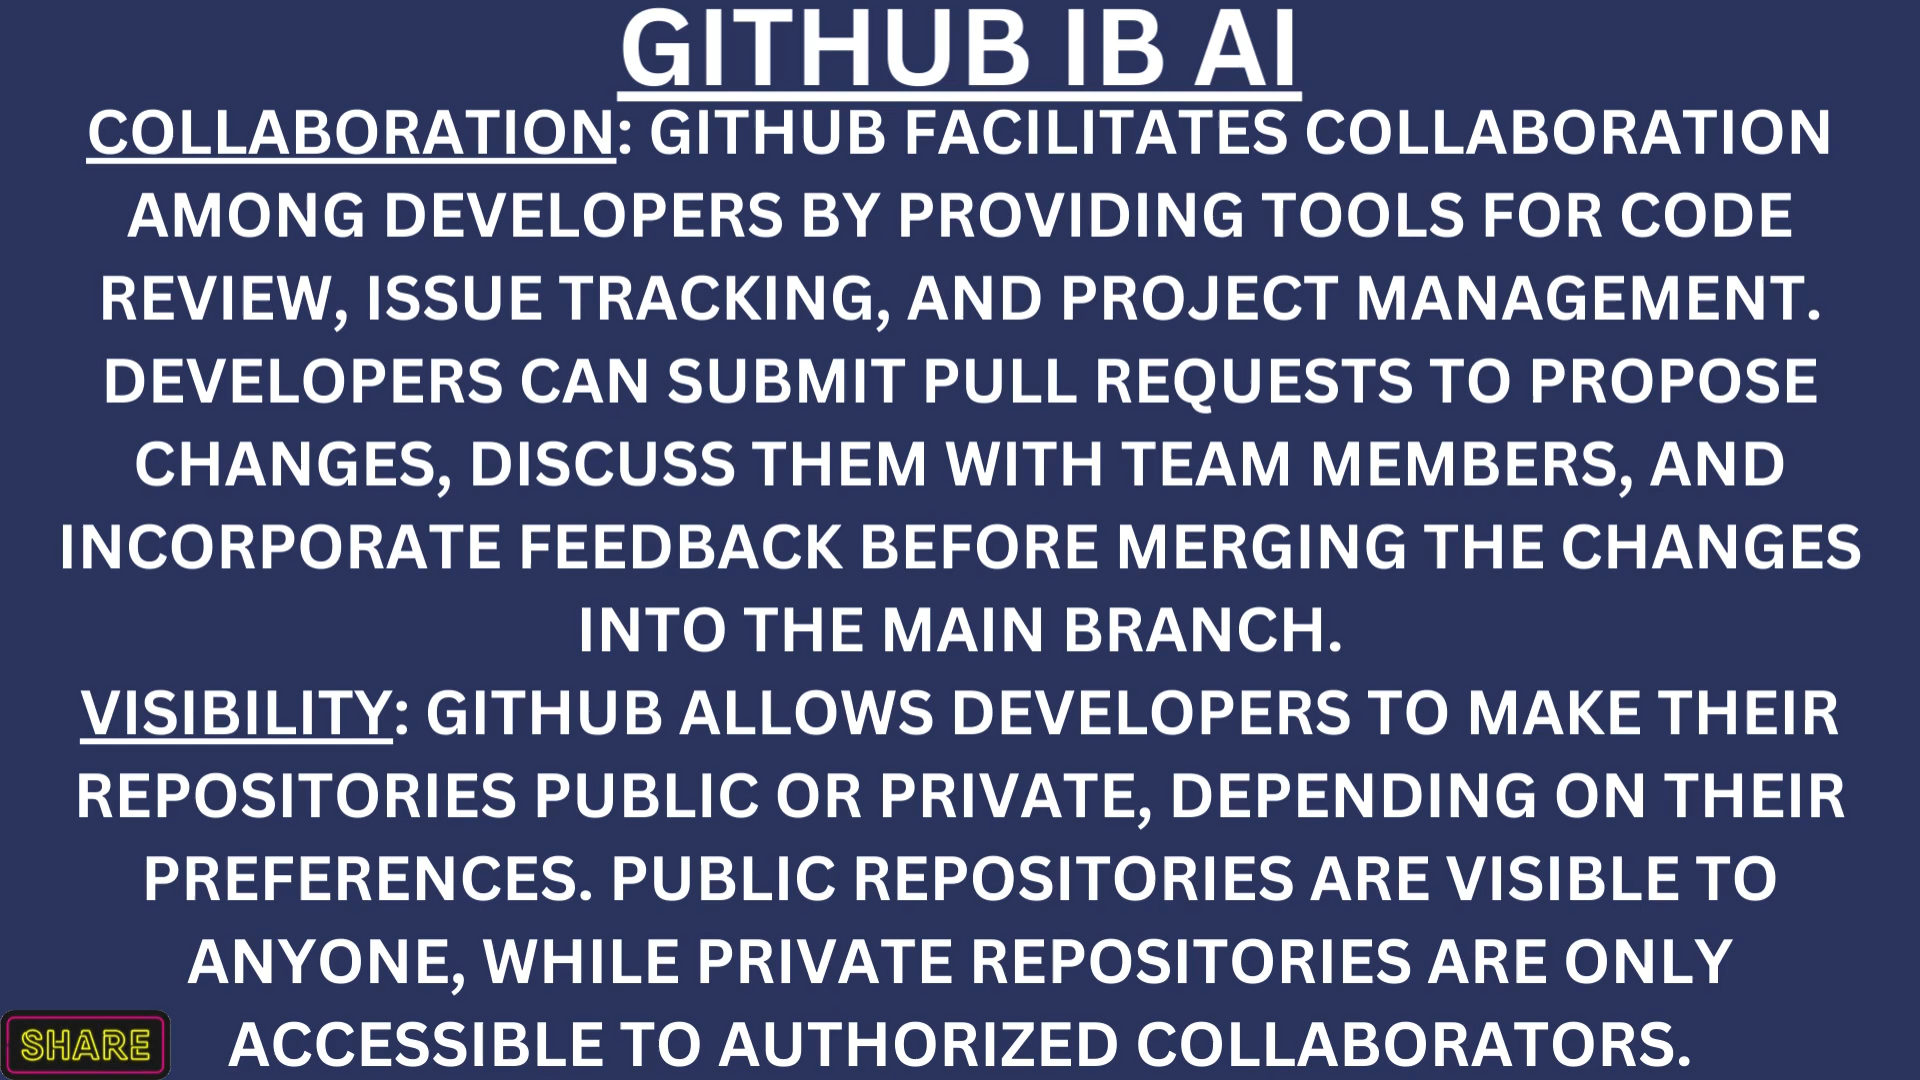 GITHUB IB AI
COLLABORATION: GITHUB FACILITATES COLLABORATION
AMONG DEVELOPERS BY PROVIDING TOOLS FOR CODE
REVIEW, ISSUE TRACKING, AND PROJECT MANAGEMENT.
DEVELOPERS CAN SUBMIT PULL REQUESTS TO PROPOSE
CHANGES, DISCUSS THEM WITH TEAM MEMBERS, AND
INCORPORATE FEEDBACK BEFORE MERGING THE CHANGES
INTO THE MAIN BRANCH.
VISIBILITY: GITHUB ALLOWS DEVELOPERS TO MAKE THEIR
REPOSITORIES PUBLIC OR PRIVATE, DEPENDING ON THEIR
PREFERENCES. PUBLIC REPOSITORIES ARE VISIBLE TO
ANYONE, WHILE PRIVATE REPOSITORIES ARE ONLY
ACCESSIBLE TO AUTHORIZED COLLABORATORS.
SHARE